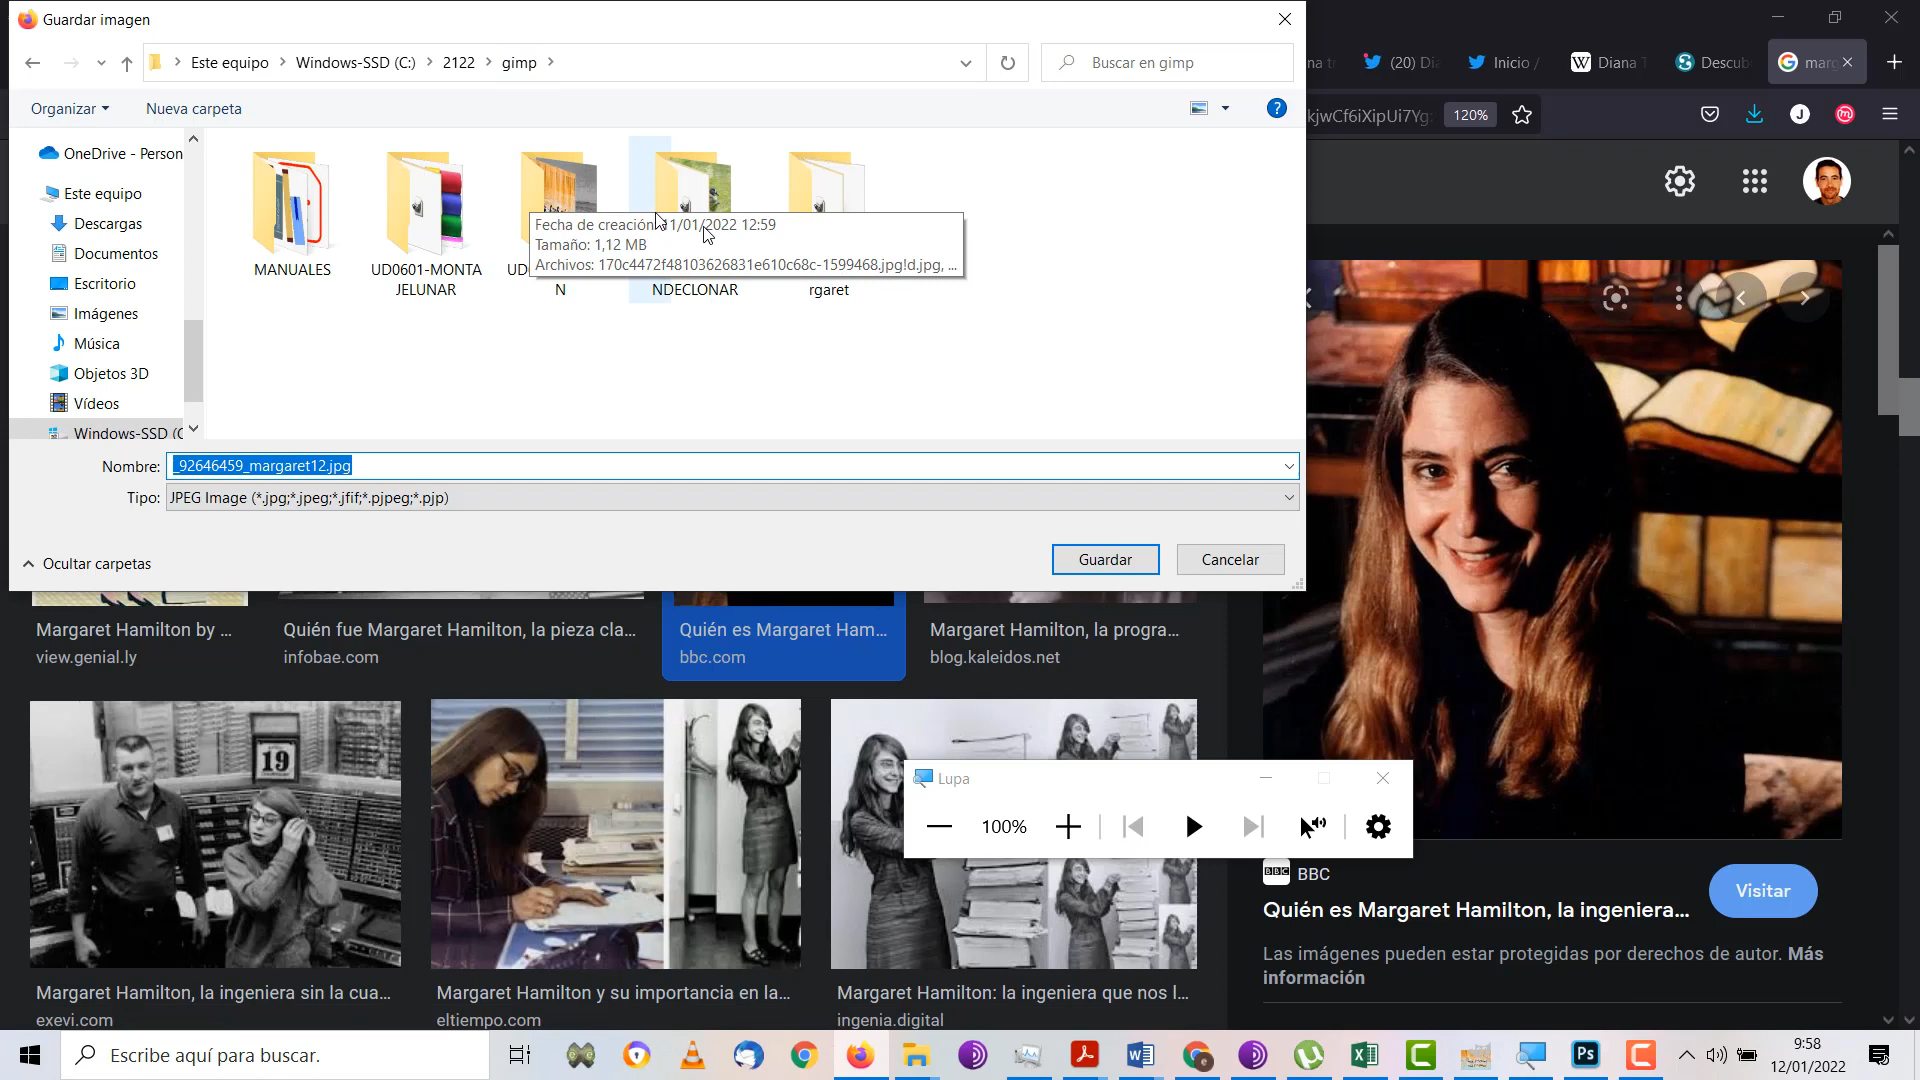 Guardar imagen
Este equipo
Windows-SSD (C:)
2122
gimp
Buscar en gimp
na tr
(20) Di
Inicio /
Diana T
Descub
marg
Organizar
Nueva carpeta
kjwCf6iXipUi7Yg
120%
OneDrive - Person
Este equipo
Descargas
Documentos
Escritorio
Imágenes
Música
Objetos 3D
Vídeos
Windows-SSD (C
MANUALES
UD0601-MONTA
JELUNAR
UD
N
NDECLONAR
rgaret
Fecha de creación: 11/01/2022 12:59
Tamaño: 1,12 MB
Archivos: 170c4472f48103626831e610c68c-1599468.jpg!d.jpg, ...
Nombre:
_92646459_margaret12.jpg
Tipo:
JPEG Image (*.jpg;*.jpeg;*.jfif;*.pjpeg;*.pjp)
Ocultar carpetas
Guardar
Cancelar
Margaret Hamilton by ...
view.genial.ly
Quién fue Margaret Hamilton, la pieza cla...
infobae.com
Quién es Margaret Ham...
bbc.com
Margaret Hamilton, la progra...
blog.kaleidos.net
19
Lupa
100%
BBC
BBC
Visitar
Quién es Margaret Hamilton, la ingeniera...
Las imágenes pueden estar protegidas por derechos de autor. Más
información
Margaret Hamilton, la ingeniera sin la cua...
exevi.com
Margaret Hamilton y su importancia en la...
eltiempo.com
Margaret Hamilton: la ingeniera que nos l...
ingenia.digital
Escribe aquí para buscar.
9:58
12/01/2022